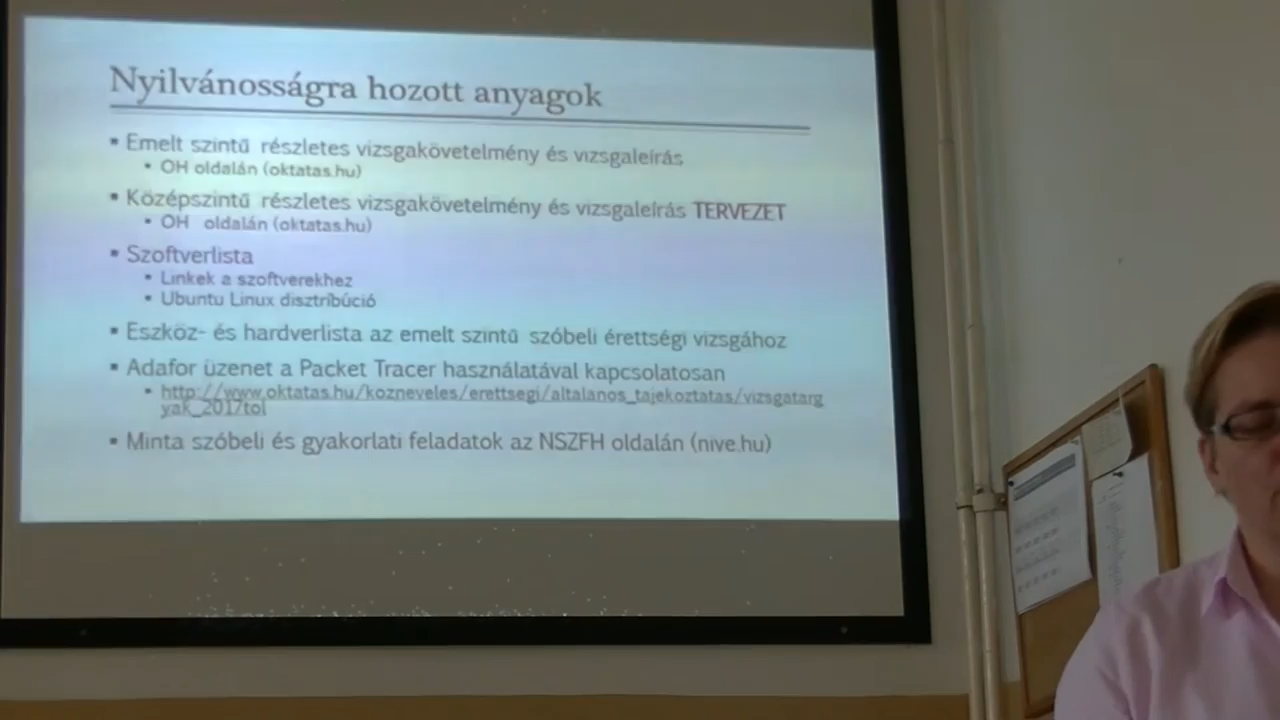 Nyilvánosságra hozott anyagok
▪ Emelt szintű részletes vizsgakövetelmény és vizsgaleírás
▪ OH oldalán (oktatas.hu)
▪ Középszintű részletes vizsgakövetelmény és vizsgaleírás TERVEZET
▪ OH oldalán (oktatas.hu)
▪ Szoftverlista
▪ Linkek a szoftverekhez
▪ Ubuntu Linux disztribúció
▪ Eszköz- és hardverlista az emelt szintű szóbeli érettségi vizsgához
▪ Adafor üzenet a Packet Tracer használatával kapcsolatosan
▪ http://www.oktatas.hu/kozneveles/erettsegi/altalanos_tajekoztatas/vizsgatarg
yak_2017tol
▪ Minta szóbeli és gyakorlati feladatok az NSZFH oldalán (nive.hu)